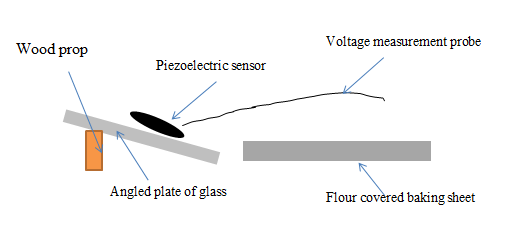 Wood prop
Piezoelectric sensor
Voltage measurement probe
Angled plate of glass
Flour covered baking sheet